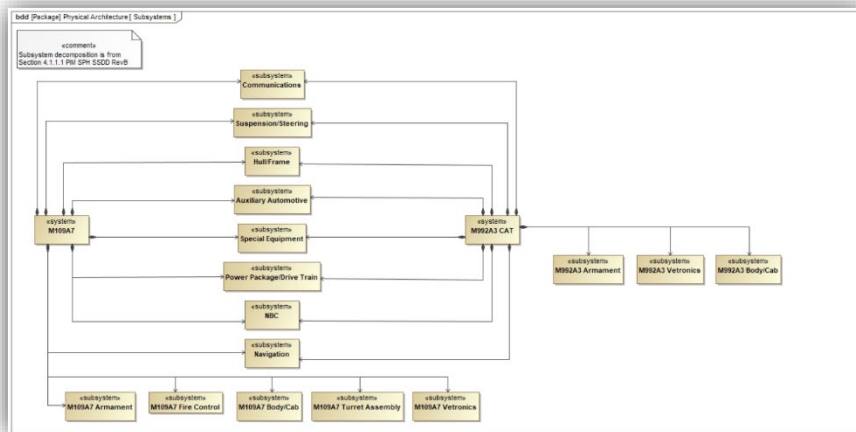 bdd [Package] Physical Architecture [ Subsystems ]
«comment»
Subsystem decomposition is from
Section 4.1.1.1 PIM SPH SSDD RevB
«subsystem»
Communications
«subsystem»
Suspension/Steering
«subsystem»
Hull/Frame
«subsystem»
Auxiliary Automotive
«system»
M109A7
«subsystem»
Special Equipment
«system»
M992A3 CAT
«subsystem»
Power Package/Drive Train
«subsystem»
M992A3 Armament
«subsystem»
M992A3 Vetronics
«subsystem»
M992A3 Body/Cab
«subsystem»
NBC
«subsystem»
Navigation
«subsystem»
M109A7 Armament
«subsystem»
M109A7 Fire Control
«subsystem»
M109A7 Body/Cab
«subsystem»
M109A7 Turret Assembly
«subsystem»
M109A7 Vetronics